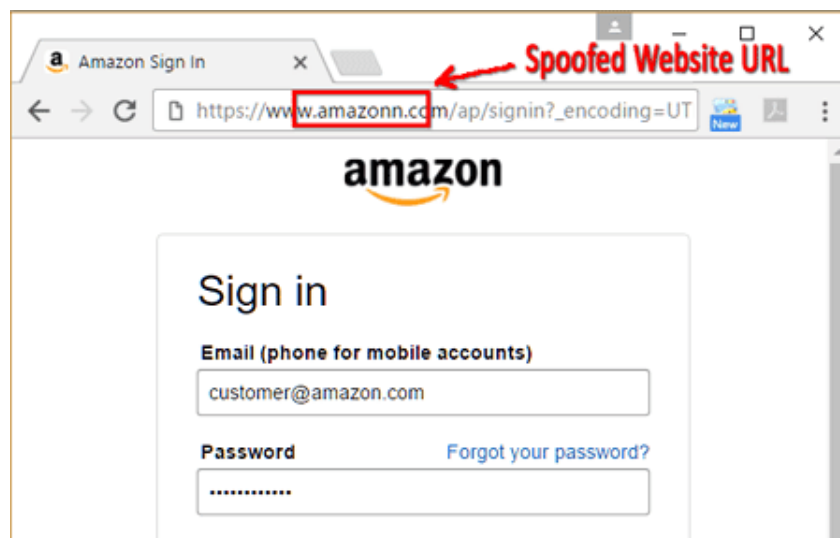 Amazon Sign In
Spoofed Website URL
https://www.amazonn.com/ap/signin?_encoding=UT
New
amazon
Sign in
Email (phone for mobile accounts)
customer@amazon.com
Password Forgot your password?
••••••••••••